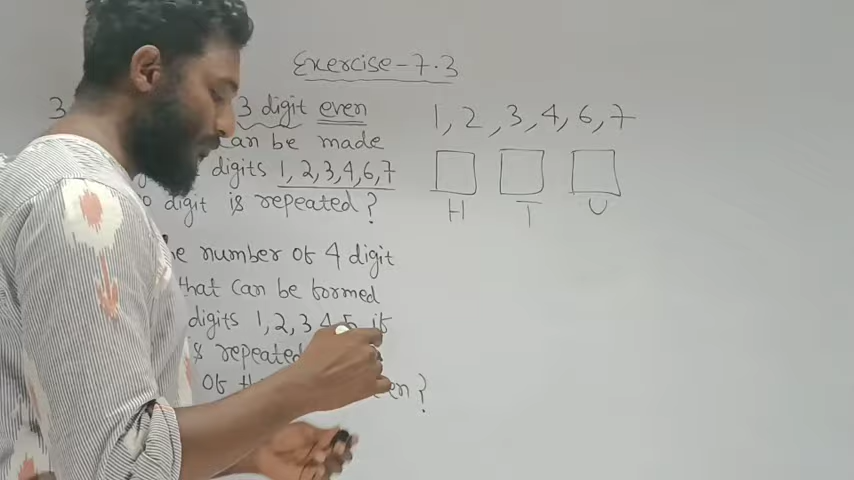 Exercise-7.3
3
3 digit even
can be made
digits 1,2,3,4,6,7
digit is repeated?
number of 4 digit
that can be formed
digits 1,2,3 4 5 if
repeated
of
1, 2, 3, 4, 6, 7
H T U